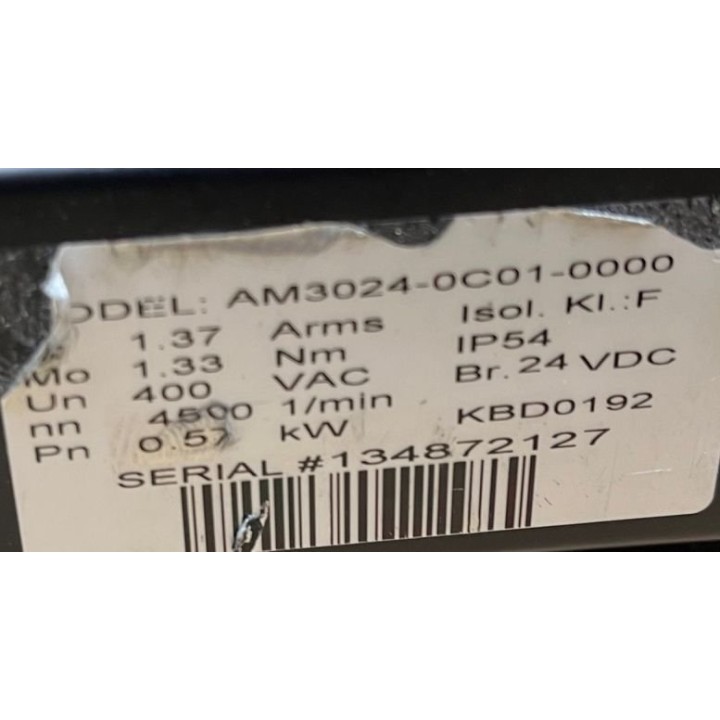 ODEL: AM3024-0C01-0000
1.37 Arms Isol. Kl.:F
Mo 1.33 Nm IP54
Un 400 VAC Br. 24 VDC
nn 4500 1/min
Pn 0.57 kW KBD0192
SERIAL #134872127